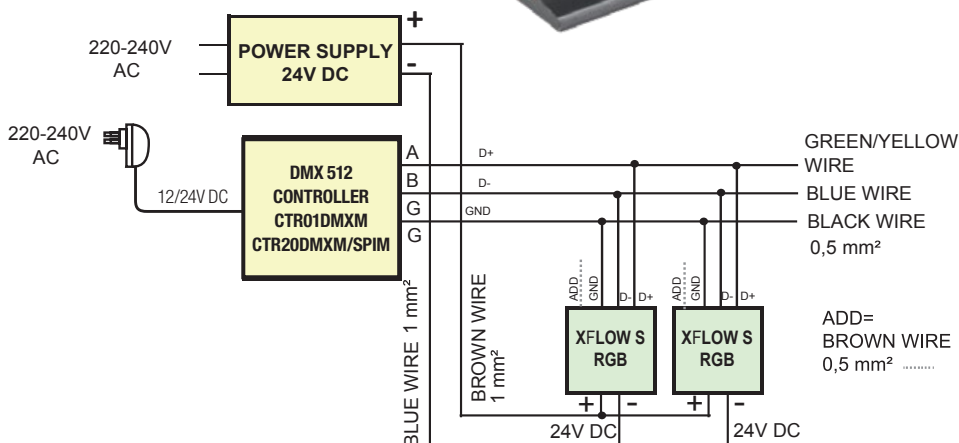 220-240V
AC
POWER SUPPLY
24V DC
+
-
220-240V
AC
12/24V DC
DMX 512
CONTROLLER
CTR01DMXM
CTR20DMXM/SPIM
A
B
G
G
D+
D-
GND
GREEN/YELLOW
WIRE
BLUE WIRE
BLACK WIRE
0,5 mm²
BLUE WIRE 1 mm²
BROWN WIRE
1 mm²
ADD
GND
D-
D+
ADD
GND
D-
D+
XFLOW S
RGB
XFLOW S
RGB
+
-
+
-
24V DC
24V DC
ADD=
BROWN WIRE
0,5 mm²